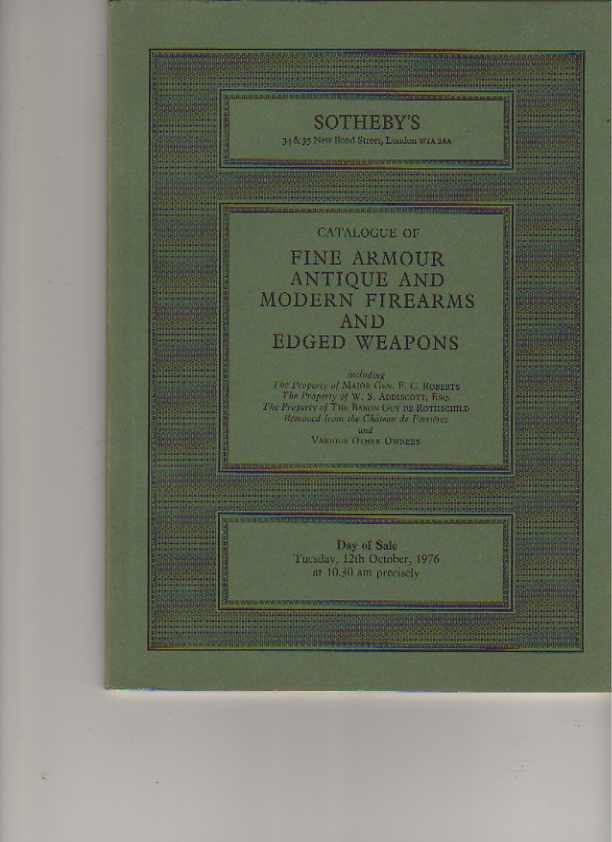 SOTHEBY'S
34 & 35 New Bond Street, London W1A 2AA
CATALOGUE OF
FINE ARMOUR
ANTIQUE AND
MODERN FIREARMS
AND
EDGED WEAPONS
including
The Property of MAJOR GEN. F. C. ROBERTS
The Property of W. S. ADDISCOTT, ESQ.
The Property of THE BARON GUY DE ROTHSCHILD
Removed from the Château de Ferrières
and
VARIOUS OTHER OWNERS
Day of Sale
Tuesday, 12th October, 1976
at 10.30 am precisely